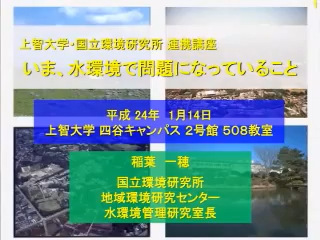 上智大学・国立環境研究所 連携講座
いま、水環境で問題になっていること
平成 24年 1月14日
上智大学 四谷キャンパス 2号館 508教室
稲葉 一穂
国立環境研究所
地域環境研究センター
水環境管理研究室長